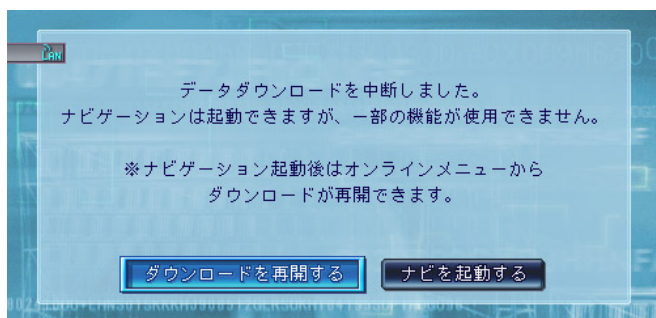 LAN
データダウンロードを中断しました。
ナビゲーションは起動できますが、一部の機能が使用できません。
※ナビゲーション起動後はオンラインメニューから
ダウンロードが再開できます。
ダウンロードを再開する
ナビを起動する